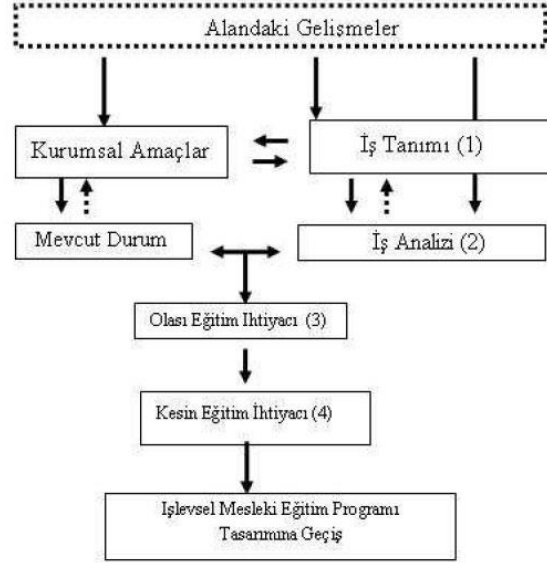 Alandaki Gelişmeler
Kurumsal Amaçlar
İş Tanımı (1)
Mevcut Durum
İş Analizi (2)
Olası Eğitim Ihtiyacı (3)
Kesin Eğitim İhtiyacı (4)
Işlevsel Mesleki Eğitim Programı
Tasarımına Geçiş